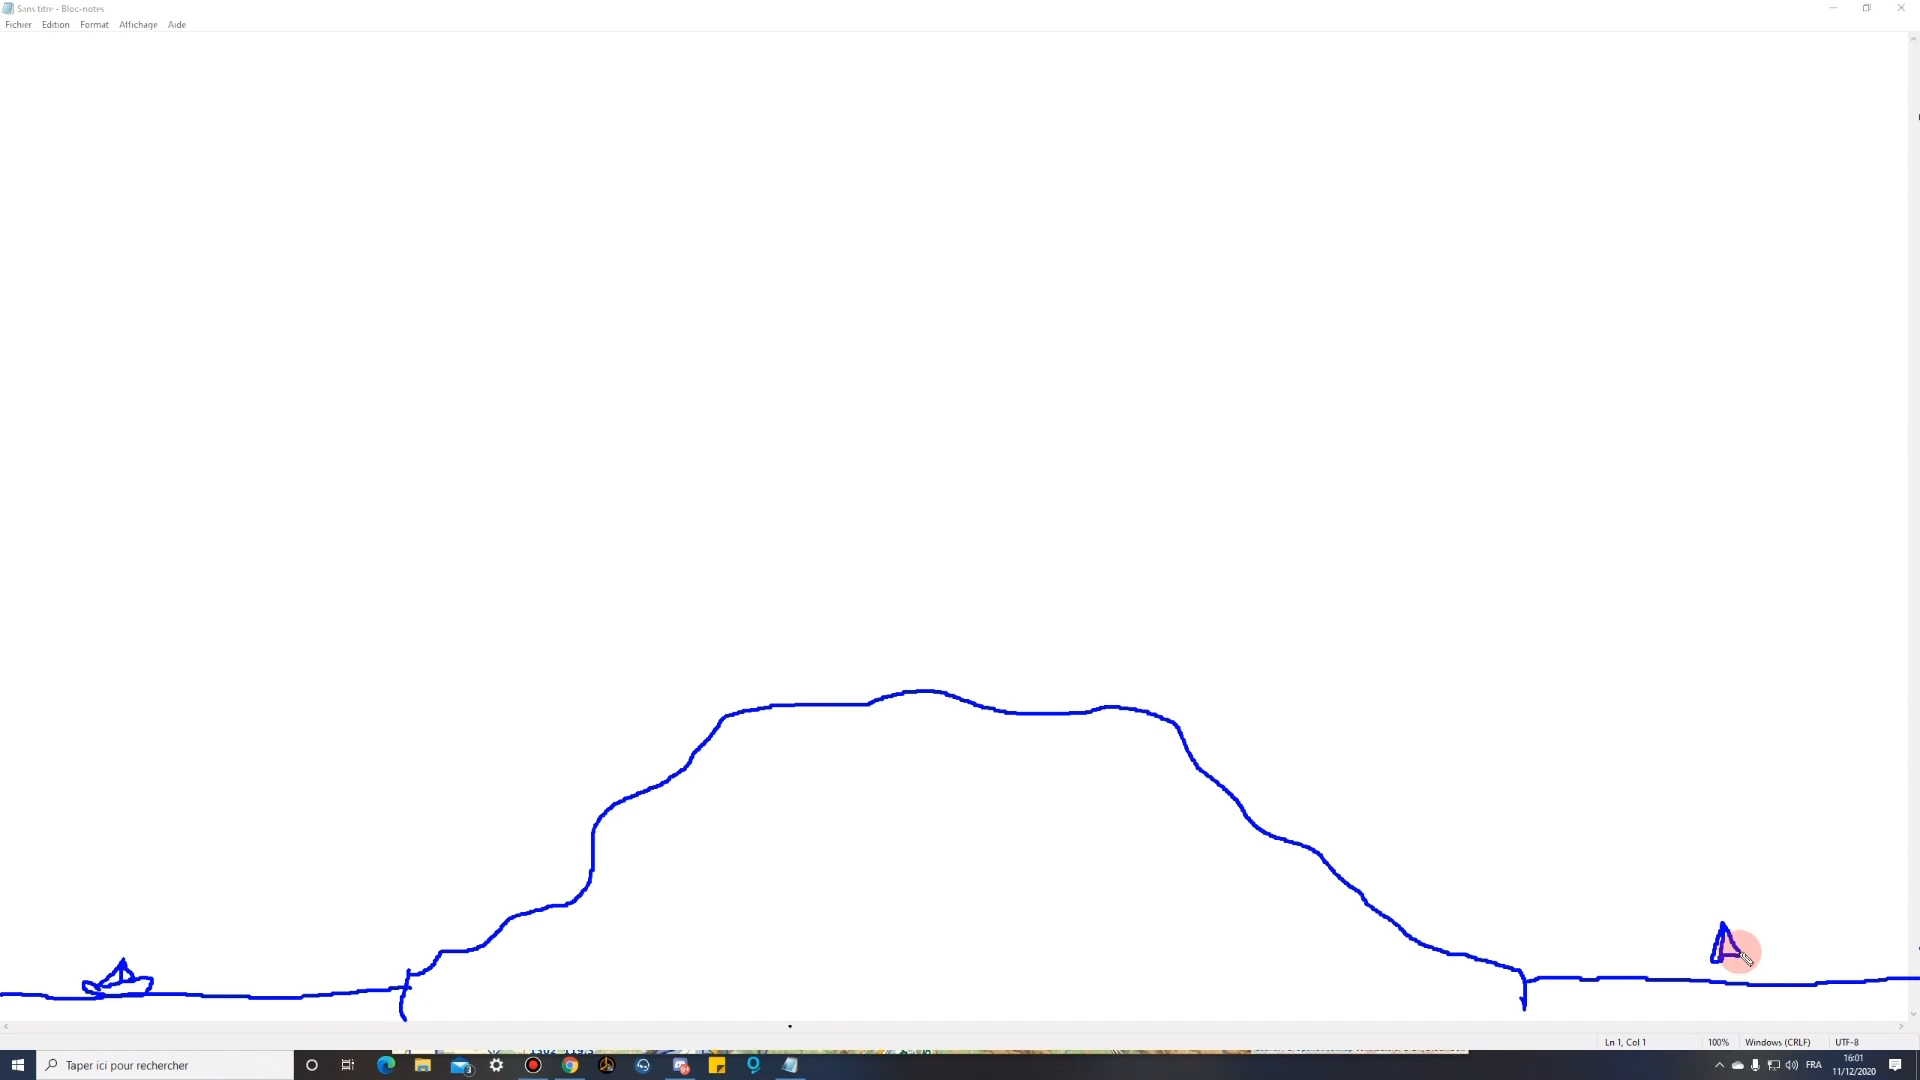 Sans titre - Bloc-notes
Fichier Edition Format Affichage Aide
Ln 1, Col 1 100% Windows (CRLF) UTF-8
Taper ici pour rechercher
FRA
16:01
11/12/2020